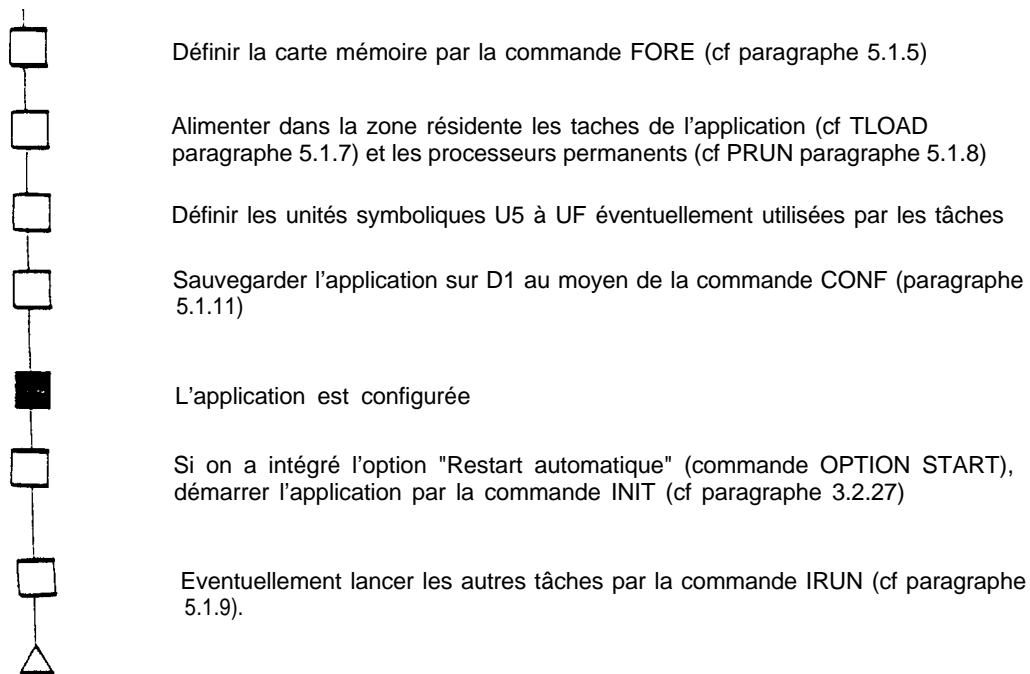 Définir la carte mémoire par la commande FORE (cf paragraphe 5.1.5)
Alimenter dans la zone résidente les taches de l'application (cf TLOAD
paragraphe 5.1.7) et les processeurs permanents (cf PRUN paragraphe 5.1.8)
Définir les unités symboliques U5 à UF éventuellement utilisées par les tâches
Sauvegarder l'application sur D1 au moyen de la commande CONF (paragraphe
5.1.11)
L'application est configurée
Si on a intégré l'option "Restart automatique" (commande OPTION START),
démarrer l'application par la commande INIT (cf paragraphe 3.2.27)
Eventuellement lancer les autres tâches par la commande IRUN (cf paragraphe
5.1.9).